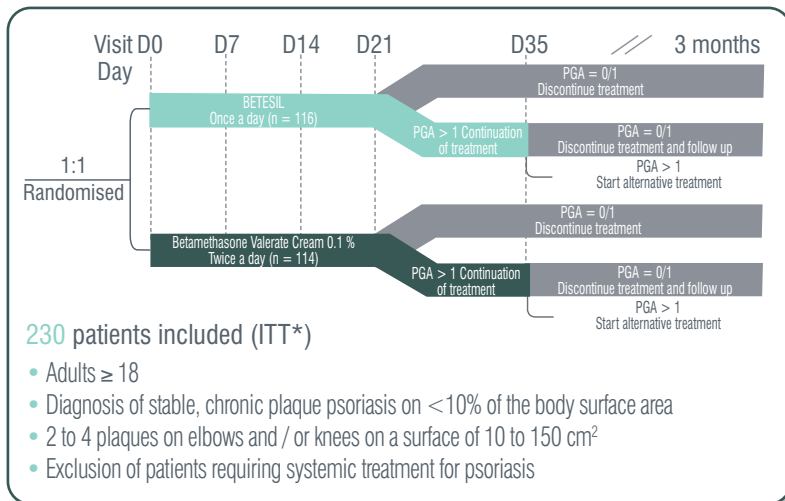 Visit Day D0 D7 D14 D21 D35 3 months
PGA = 0/1
Discontinue treatment
BETESIL
Once a day (n = 116)
PGA > 1 Continuation
of treatment
PGA = 0/1
Discontinue treatment and follow up
PGA > 1
Start alternative treatment
1:1
Randomised
PGA = 0/1
Discontinue treatment
Betamethasone Valerate Cream 0.1 %
Twice a day (n = 114)
PGA > 1 Continuation
of treatment
PGA = 0/1
Discontinue treatment and follow up
PGA > 1
Start alternative treatment
230 patients included (ITT*)
• Adults ≥ 18
• Diagnosis of stable, chronic plaque psoriasis on <10% of the body surface area
• 2 to 4 plaques on elbows and / or knees on a surface of 10 to 150 cm²
• Exclusion of patients requiring systemic treatment for psoriasis